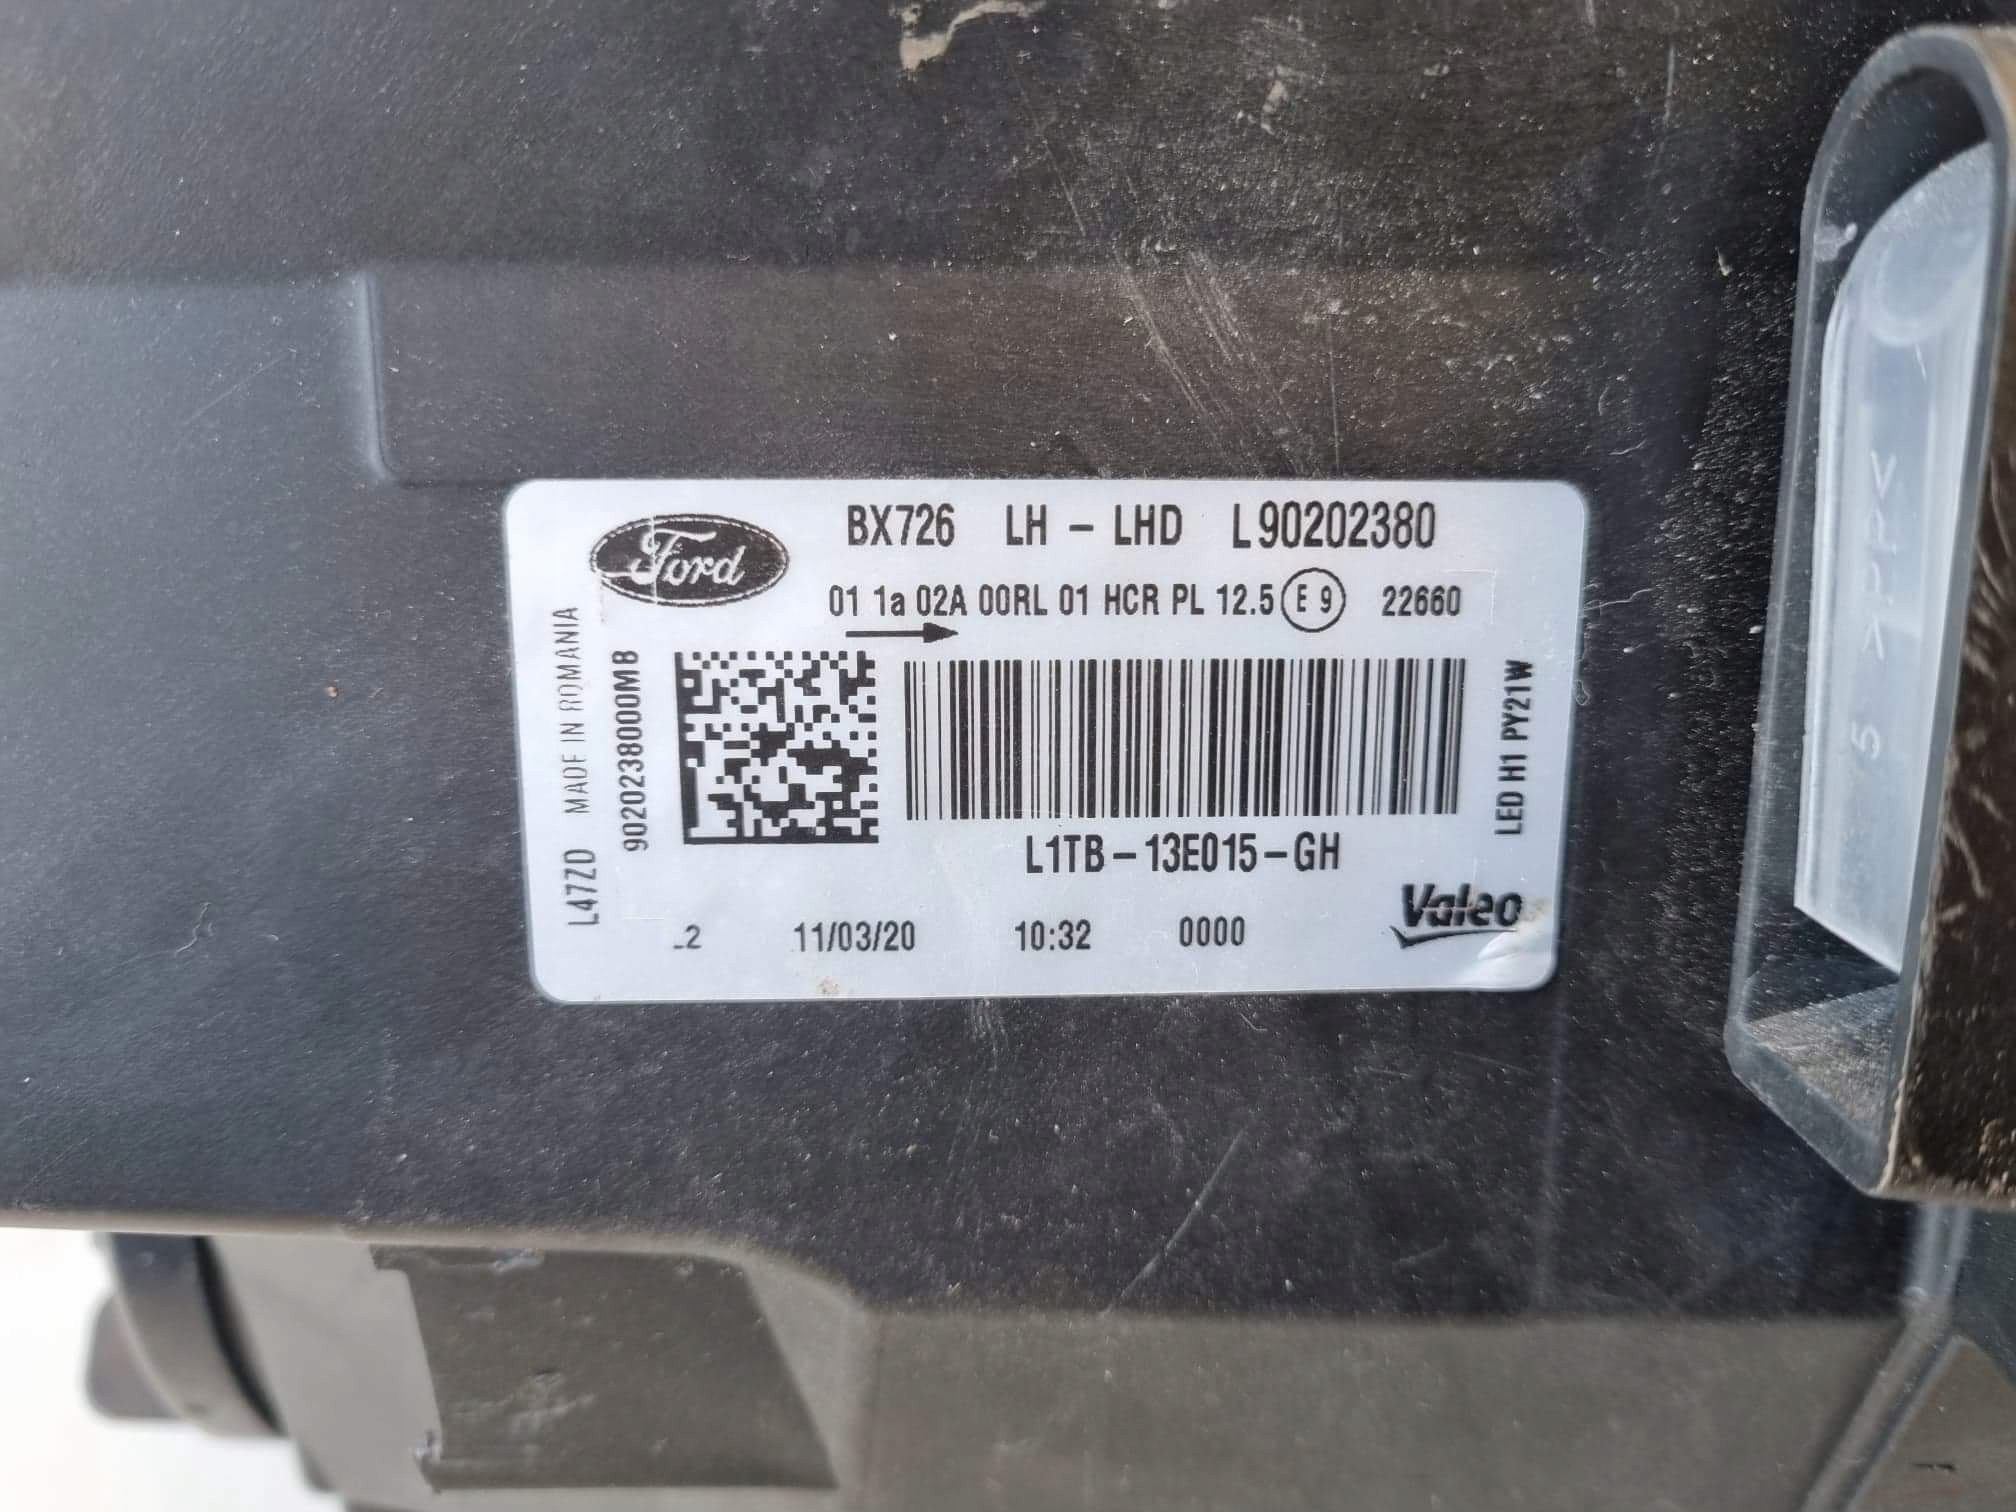 Ford
BX726 LH - LHD L90202380
01 1a 02A 00RL 01 HCR PL 12.5 E 9 22660
L47ZD MADE IN ROMANIA
9020238000MB
LED H1 PY21W
L1TB-13E015-GH
Valeo
2 11/03/20 10:32 0000